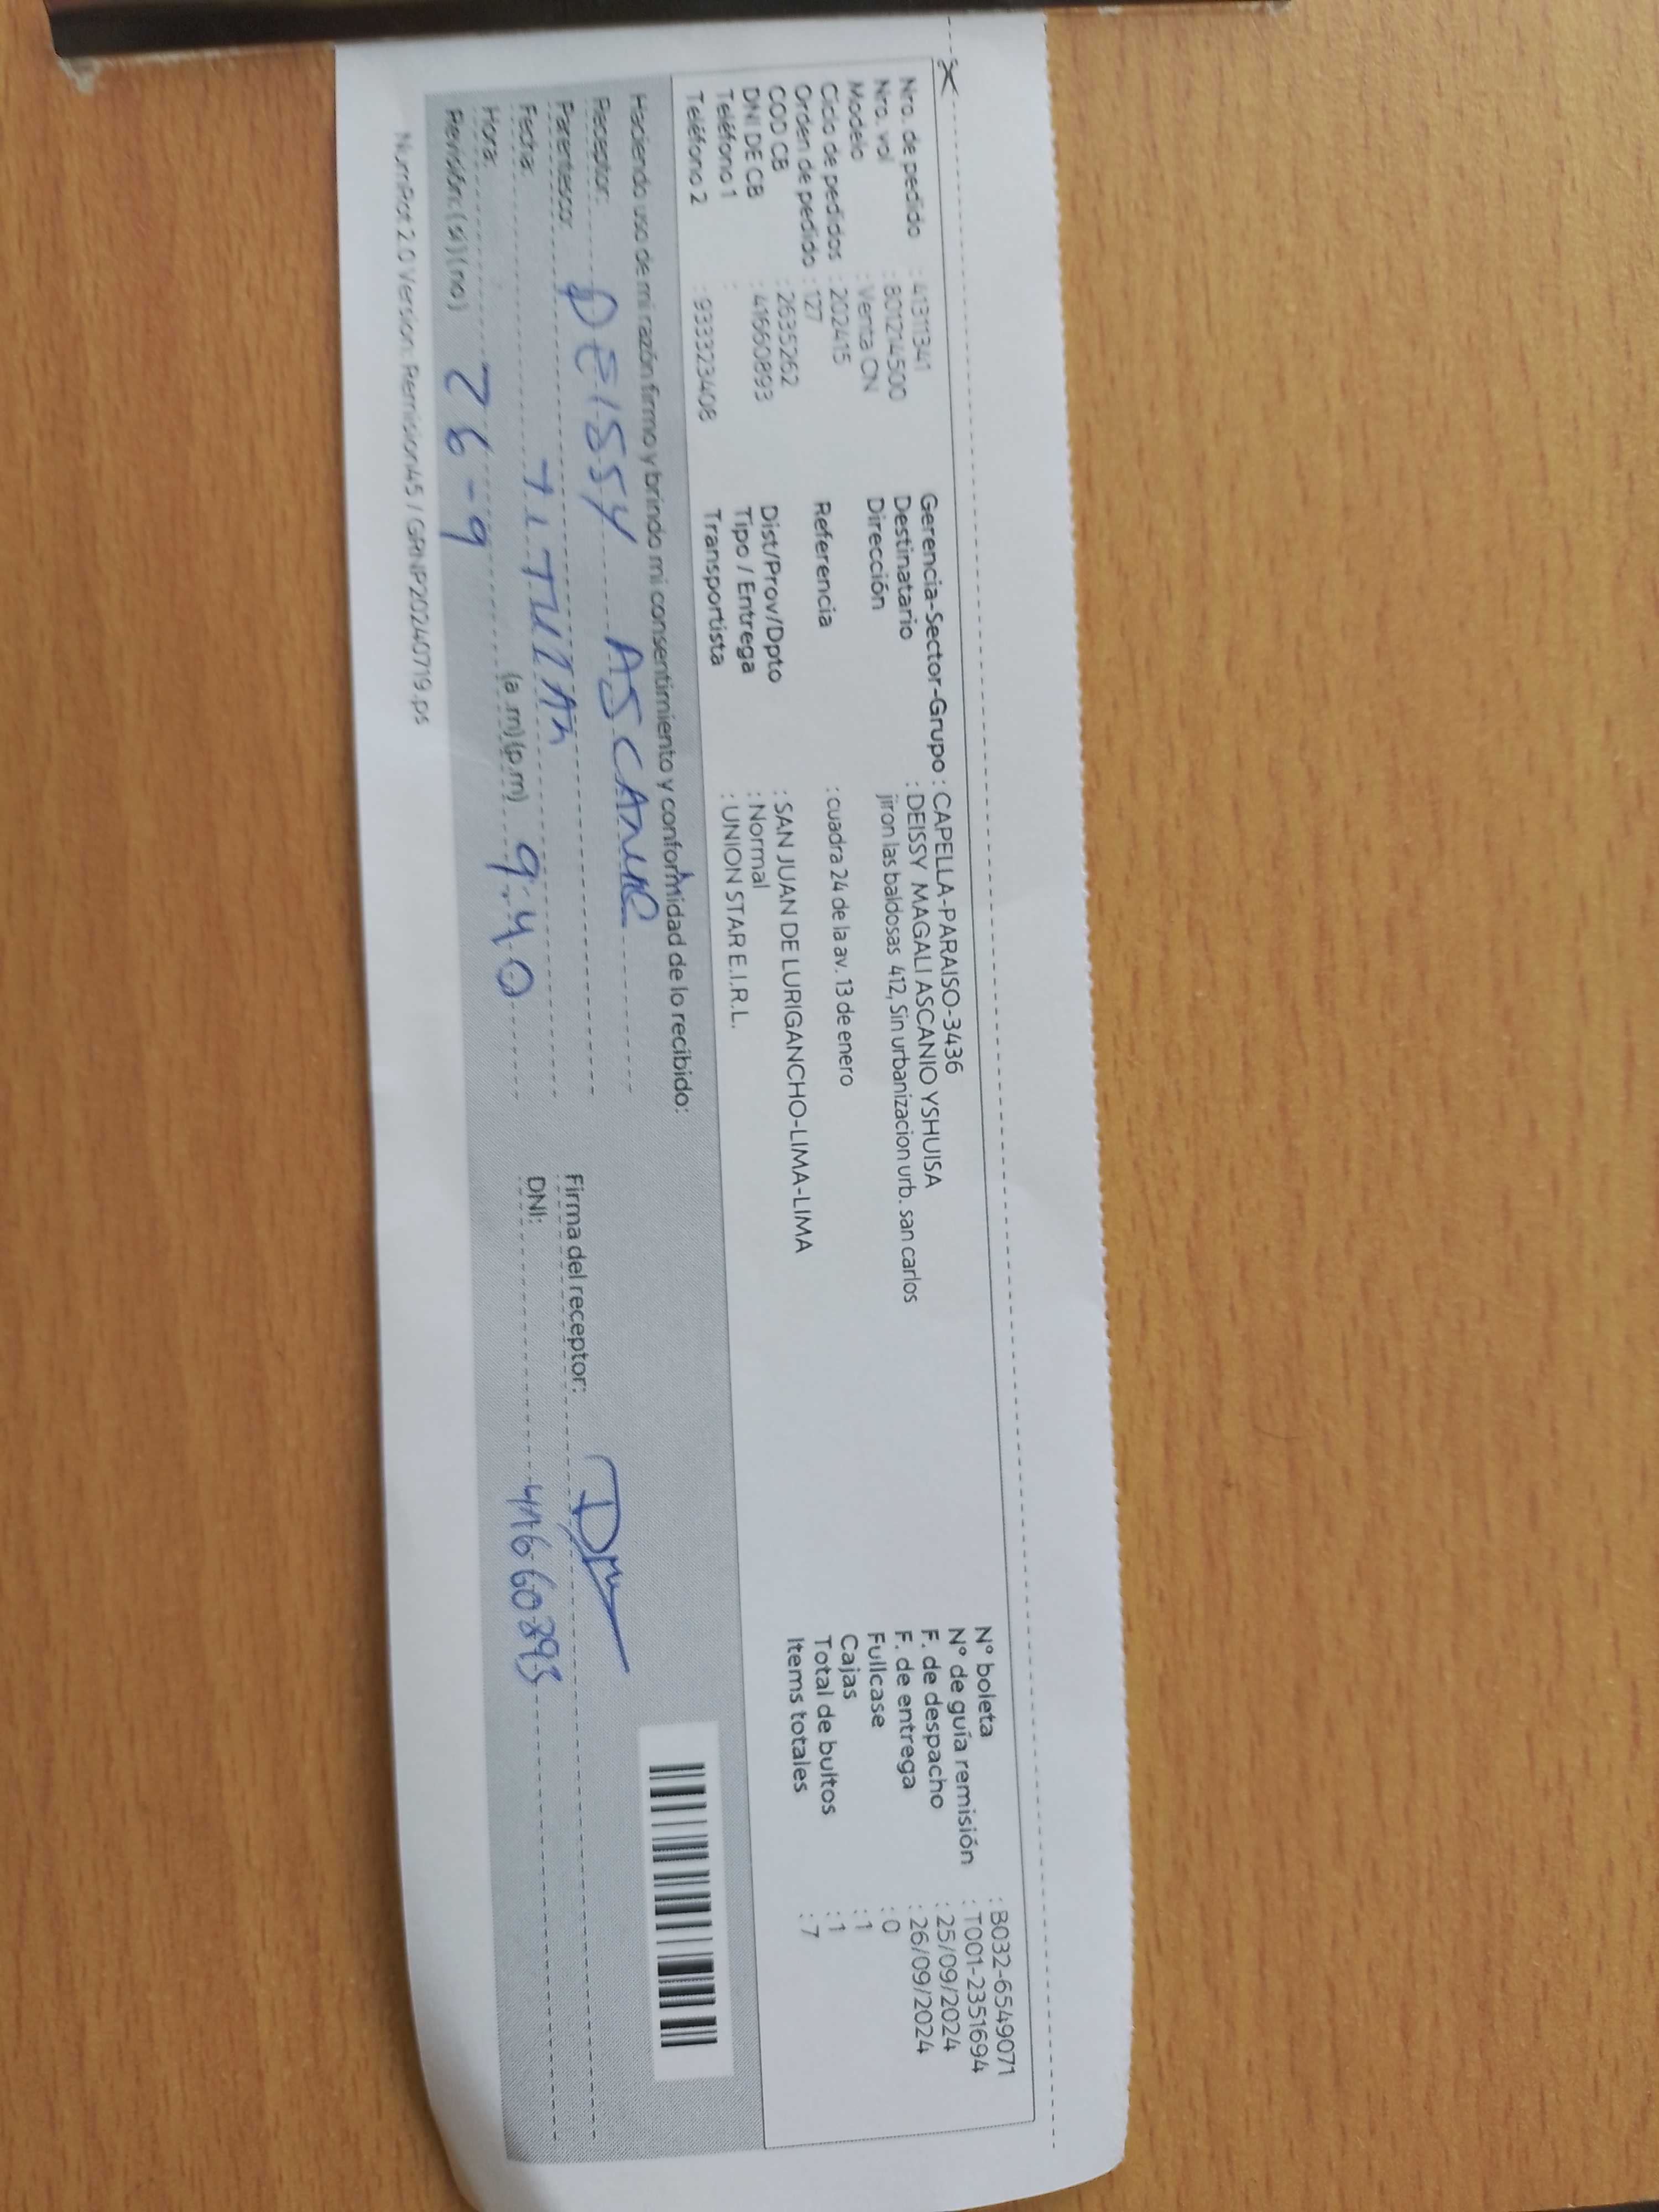 Nro. de pedido : 41311341
Nro. vol : 801214500
Modelo : Venta CN
Ciclo de pedidos : 202415
Orden de pedido : 127
COD CB : 2635262
DNI DE CB : 41660893
Teléfono 1 :
Teléfono 2 : 933323408
Gerencia-Sector-Grupo : CAPELLA-PARAISO-3436
Destinatario : DEISSY MAGALI ASCANIO YSHUISA
Dirección jiron las baldosas 412, Sin urbanizacion urb. san carlos
Referencia : cuadra 24 de la av. 13 de enero
Dist/Prov/Dpto : SAN JUAN DE LURIGANCHO-LIMA-LIMA
Tipo / Entrega : Normal
Transportista : UNION STAR E.I.R.L.
N° boleta : B032-6549071
N° de guía remisión : T001-2351694
F. de despacho : 25/09/2024
F. de entrega : 26/09/2024
Fullcase : 0
Cajas : 1
Total de bultos : 1
Items totales : 7
Haciendo uso de mi razón firmo y brindo mi consentimiento y conformidad de lo recibido:
Receptor: DEISSY ASCANIO
Parentesco:
Fecha:
Hora: (a.m)(p.m) 9:40
Revisión: (si)(no) 26-9
Firma del receptor:
DNI: 41660893
NumRot 2.0 Version: Remision45 / GRNP20240719.ps